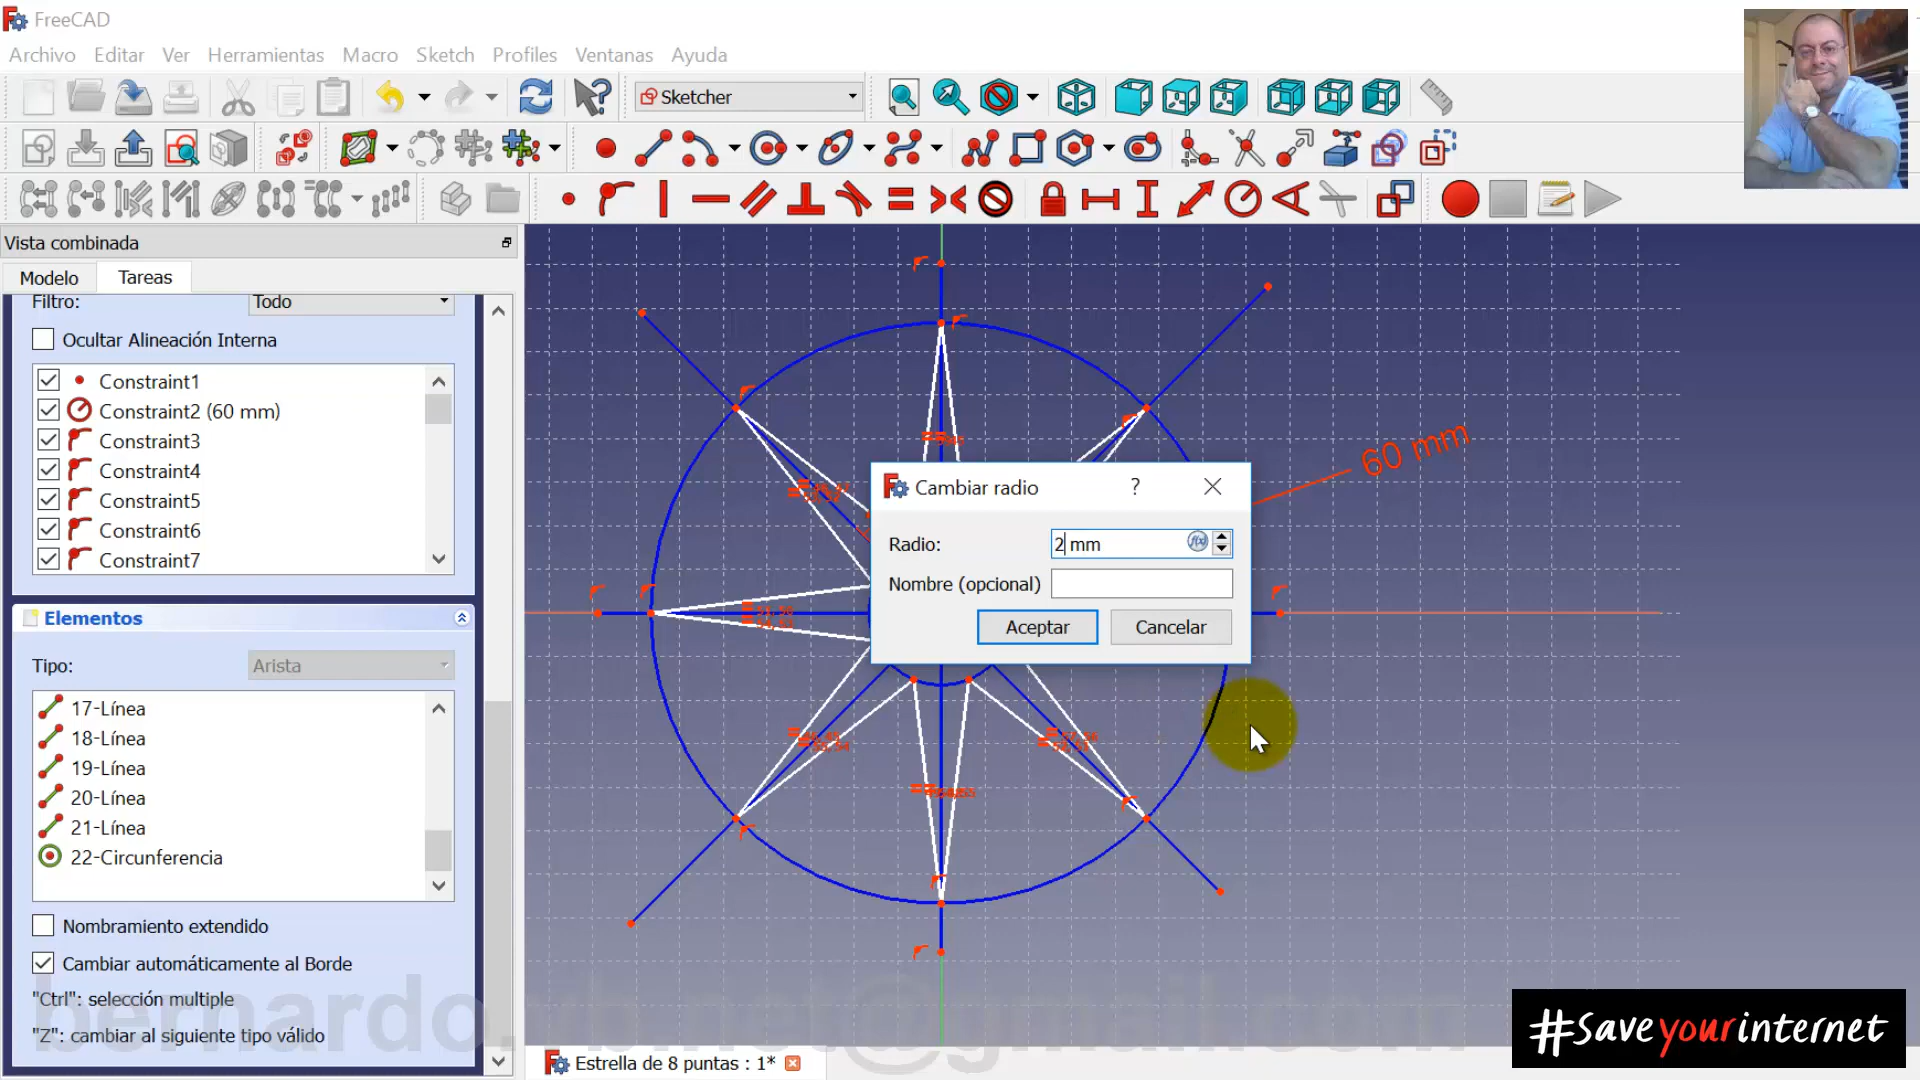 FreeCAD
Archivo Editar Ver Herramientas Macro Sketch Profiles Ventanas Ayuda
Sketcher
Vista combinada
Modelo Tareas
Filtro: Todo
Ocultar Alineación Interna
Constraint1
Constraint2 (60 mm)
Constraint3
Constraint4
Constraint5
Constraint6
Constraint7
Elementos
Tipo: Arista
17-Línea
18-Línea
19-Línea
20-Línea
21-Línea
22-Circunferencia
Nombramiento extendido
Cambiar automáticamente al Borde
"Ctrl": selección multiple
"Z": cambiar al siguiente tipo válido
60 mm
Cambiar radio ?
Radio: 2 mm
Nombre (opcional)
Aceptar Cancelar
#Saveyourinternet
Estrella de 8 puntas : 1*